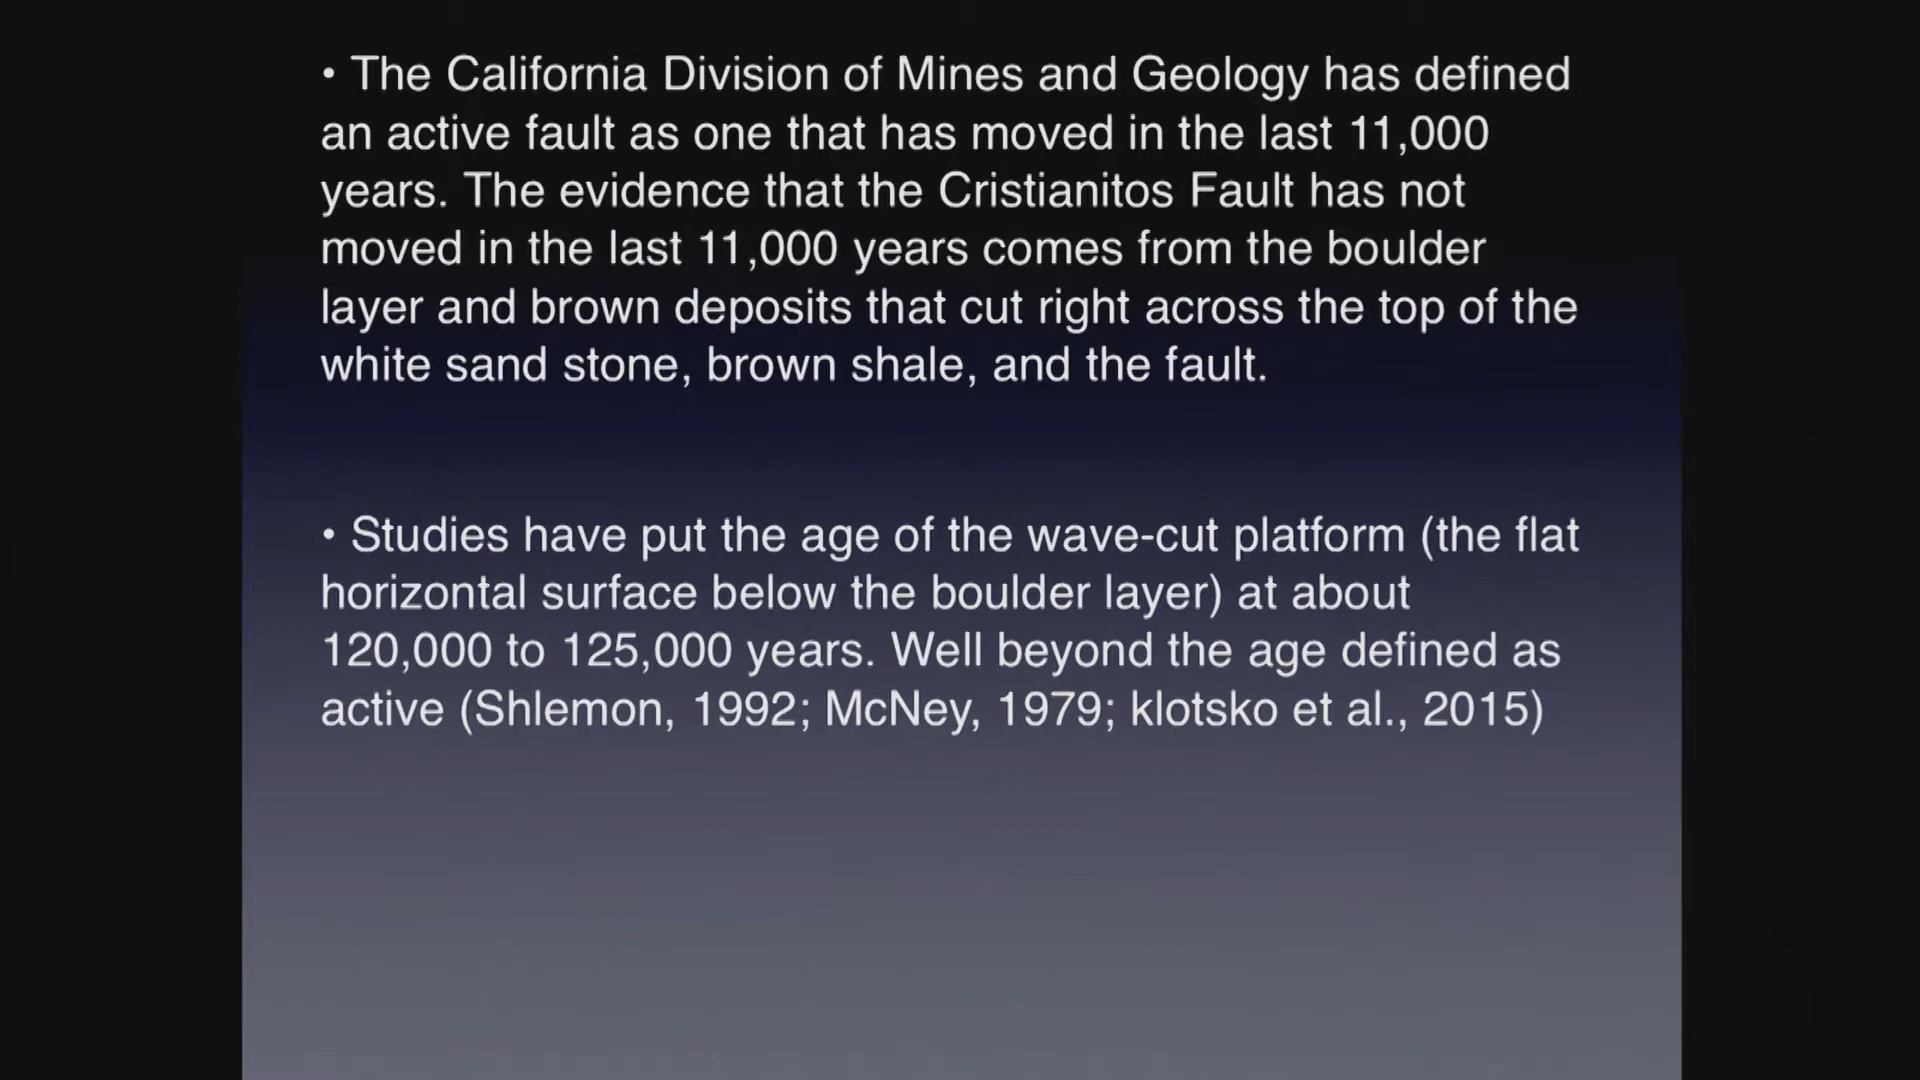 • The California Division of Mines and Geology has defined
an active fault as one that has moved in the last 11,000
years. The evidence that the Cristianitos Fault has not
moved in the last 11,000 years comes from the boulder
layer and brown deposits that cut right across the top of the
white sand stone, brown shale, and the fault.
• Studies have put the age of the wave-cut platform (the flat
horizontal surface below the boulder layer) at about
120,000 to 125,000 years. Well beyond the age defined as
active (Shlemon, 1992; McNey, 1979; klotsko et al., 2015)